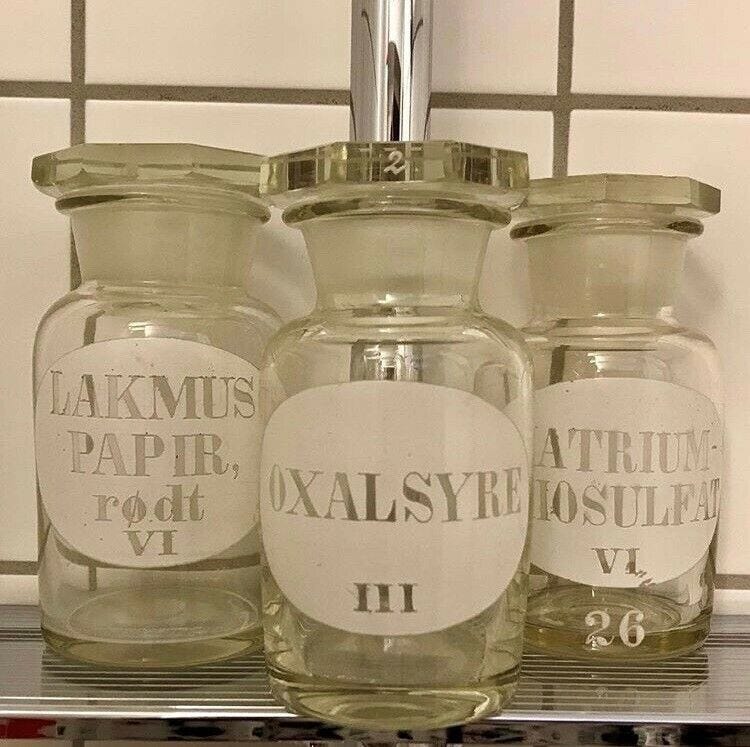 LAKMUS
PAPIR,
rødt
VI
2
OXALSYRE
III
ATRIUM-
IOSULFAT
VI
26